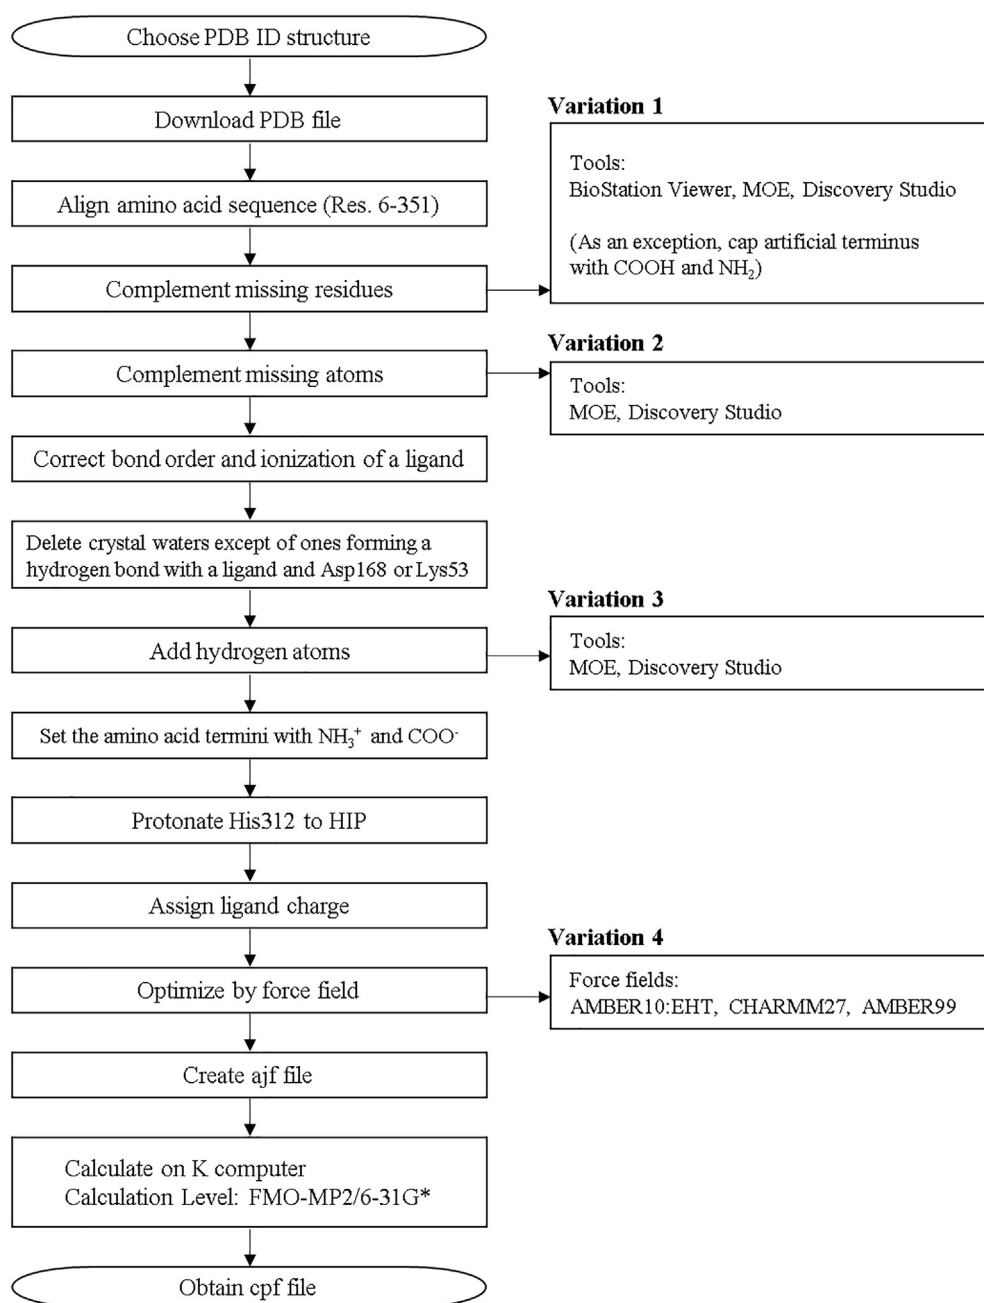 Choose PDB ID structure
Download PDB file
Align amino acid sequence (Res. 6-351)
Complement missing residues
Variation 1
Tools:
BioStation Viewer, MOE, Discovery Studio
(As an exception, cap artificial terminus
with COOH and NH₂)
Complement missing atoms
Variation 2
Tools:
MOE, Discovery Studio
Correct bond order and ionization of a ligand
Delete crystal waters except of ones forming a
hydrogen bond with a ligand and Asp168 or Lys53
Add hydrogen atoms
Variation 3
Tools:
MOE, Discovery Studio
Set the amino acid termini with NH₃⁺ and COO⁻
Protonate His312 to HIP
Assign ligand charge
Optimize by force field
Variation 4
Force fields:
AMBER10:EHT, CHARMM27, AMBER99
Create ajf file
Calculate on K computer
Calculation Level: FMO-MP2/6-31G*
Obtain cpf file